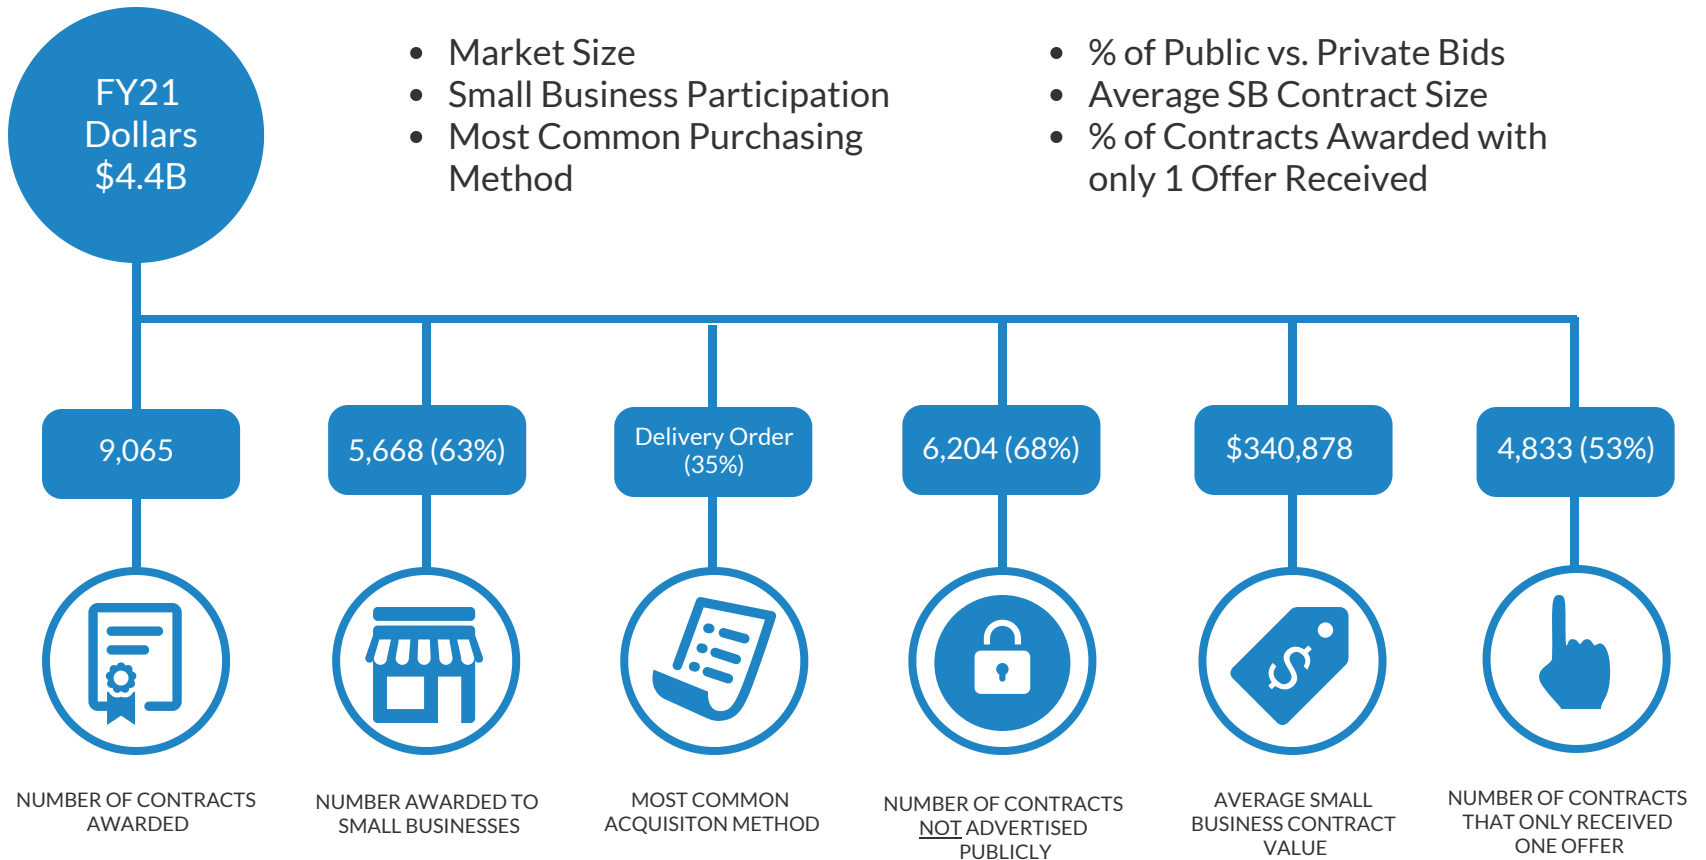 FY21
Dollars
$4.4B
• Market Size
• Small Business Participation
• Most Common Purchasing
Method
• % of Public vs. Private Bids
• Average SB Contract Size
• % of Contracts Awarded with
only 1 Offer Received
9,065
5,668 (63%)
Delivery Order
(35%)
6,204 (68%)
$340,878
4,833 (53%)
$
NUMBER OF CONTRACTS
AWARDED
NUMBER AWARDED TO
SMALL BUSINESSES
MOST COMMON
ACQUISITON METHOD
NUMBER OF CONTRACTS
NOT ADVERTISED
PUBLICLY
AVERAGE SMALL
BUSINESS CONTRACT
VALUE
NUMBER OF CONTRACTS
THAT ONLY RECEIVED
ONE OFFER